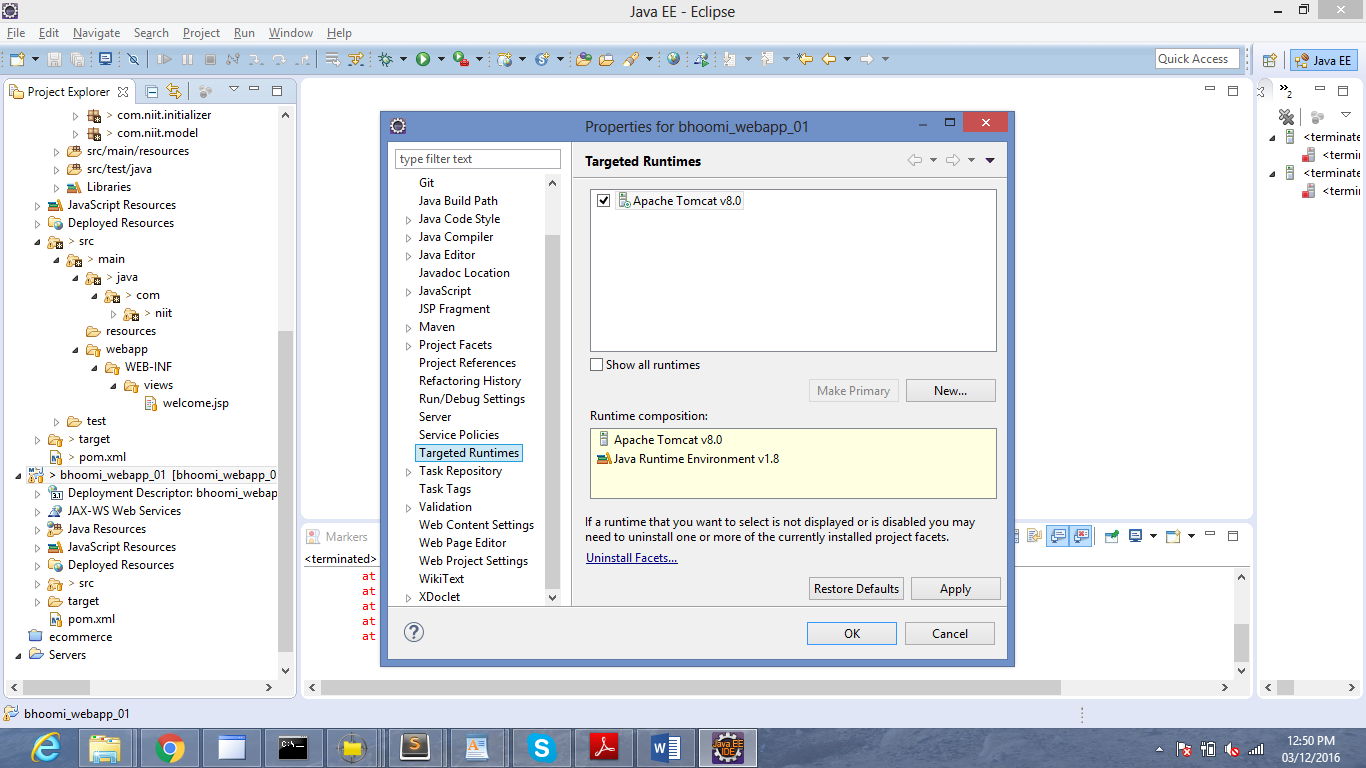 Java EE - Eclipse
File Edit Navigate Search Project Run Window Help
Quick Access
Java EE
Project Explorer
> com.niit.initializer
> com.niit.model
src/main/resources
src/test/java
Libraries
JavaScript Resources
Deployed Resources
> src
> main
> java
> com
> niit
resources
webapp
WEB-INF
views
welcome.jsp
test
> target
> pom.xml
> bhoomi_webapp_01 [bhoomi_webapp_0
Deployment Descriptor: bhoomi_webapp
JAX-WS Web Services
Java Resources
JavaScript Resources
Deployed Resources
> src
target
pom.xml
ecommerce
Servers
Properties for bhoomi_webapp_01
type filter text
Git
Java Build Path
Java Code Style
Java Compiler
Java Editor
Javadoc Location
JavaScript
JSP Fragment
Maven
Project Facets
Project References
Refactoring History
Run/Debug Settings
Server
Service Policies
Targeted Runtimes
Task Repository
Task Tags
Validation
Web Content Settings
Web Page Editor
Web Project Settings
WikiText
XDoclet
Targeted Runtimes
Apache Tomcat v8.0
Show all runtimes
Make Primary
New...
Runtime composition:
Apache Tomcat v8.0
Java Runtime Environment v1.8
If a runtime that you want to select is not displayed or is disabled you may
need to uninstall one or more of the currently installed project facets.
Uninstall Facets...
Restore Defaults
Apply
OK
Cancel
Markers
<terminated>
at
at
at
at
at
»2
<terminate
<termi
<terminate
<termi
bhoomi_webapp_01
Java EE
IDE
12:50 PM
03/12/2016